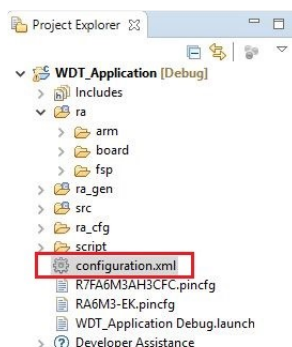 Project Explorer
WDT_Application [Debug]
Includes
ra
arm
board
fsp
ra_gen
src
ra_cfg
script
configuration.xml
R7FA6M3AH3CFC.pincfg
RA6M3-EK.pincfg
WDT_Application Debug.launch
Developer Assistance